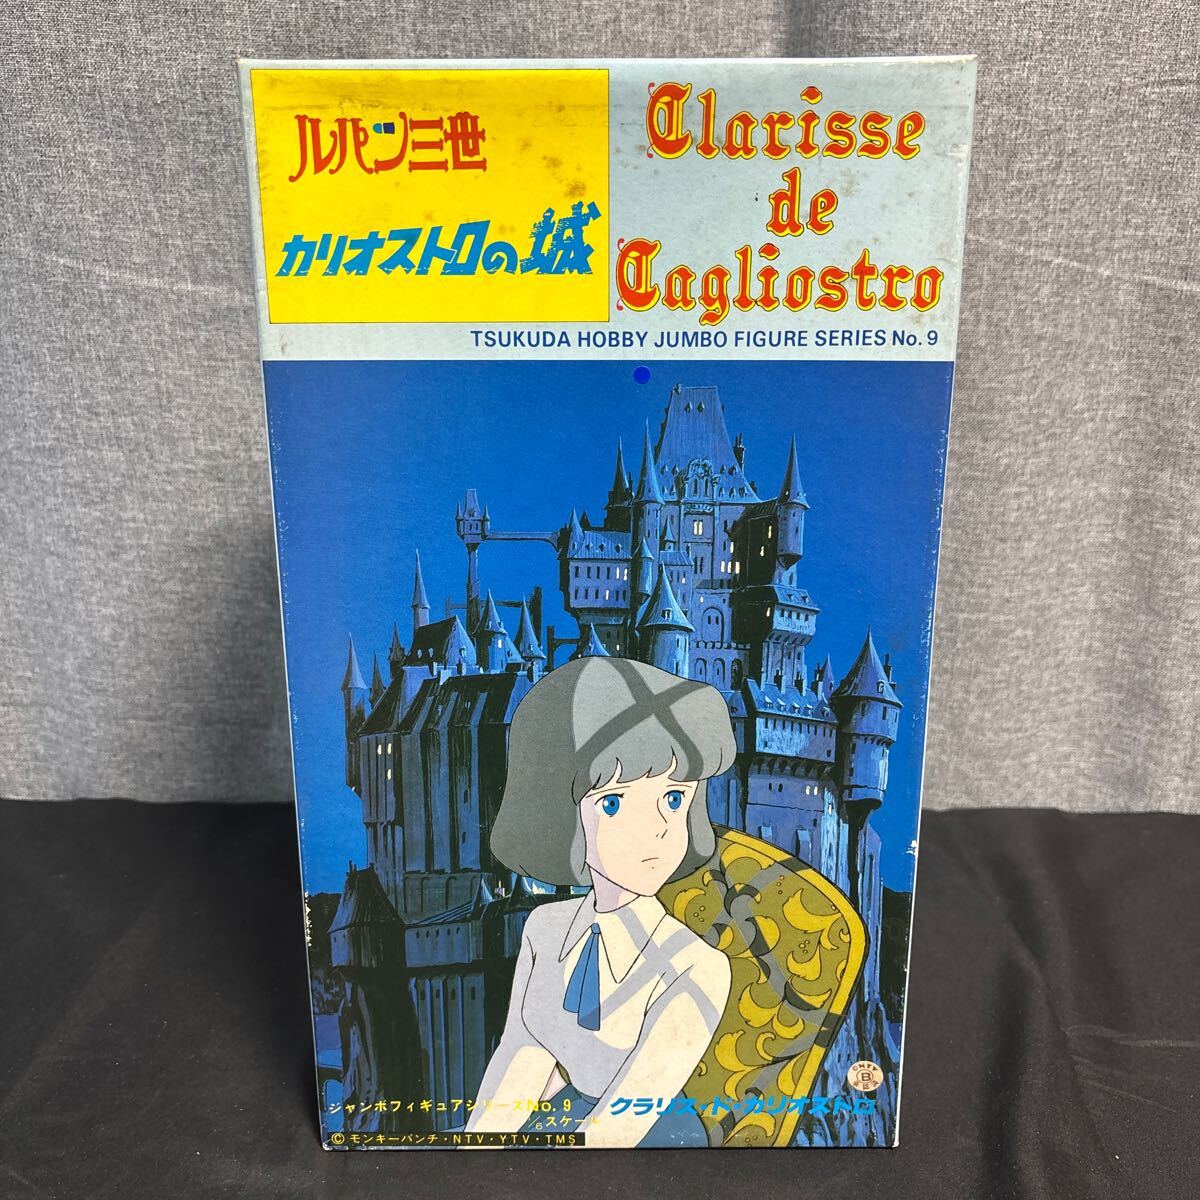 ルパン三世
カリオストロの城
Clarisse
de
Cagliostro
TSUKUDA HOBBY JUMBO FIGURE SERIES No. 9
ジャンボフィギュアシリーズNo. 9
1/6スケール
クラリス・ド・カリオストロ
© モンキーパンチ・NTV・YTV・TMS
©NTV
B